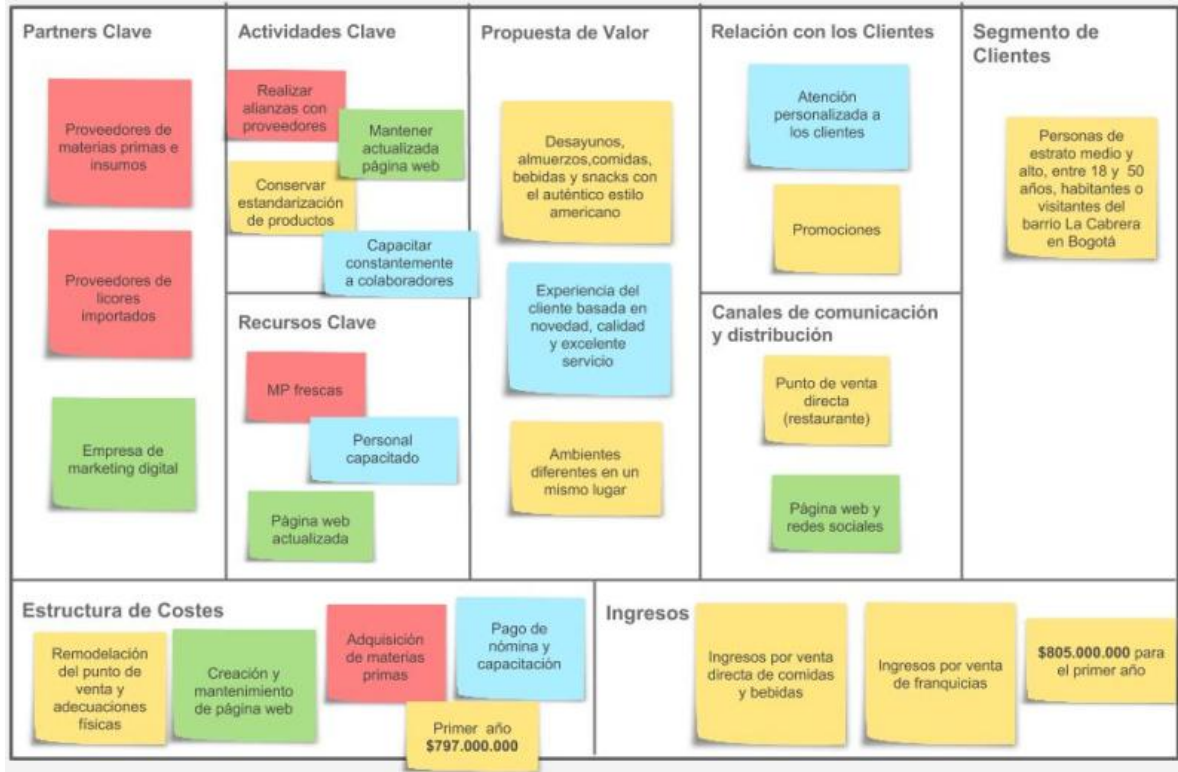 Partners Clave
Proveedores de
materias primas e
insumos
Proveedores de
licores
importados
Empresa de
marketing digital
Actividades Clave
Realizar
alianzas con
proveedores
Mantener
actualizada
página web
Conservar
estandarización
de productos
Capacitar
constantemente
a colaboradores
Recursos Clave
MP frescas
Personal
capacitado
Página web
actualizada
Propuesta de Valor
Desayunos,
almuerzos,comidas,
bebidas y snacks con
el auténtico estilo
americano
Experiencia del
cliente basada en
novedad, calidad
y excelente
servicio
Ambientes
diferentes en un
mismo lugar
Relación con los Clientes
Atención
personalizada a
los clientes
Promociones
Canales de comunicación
y distribución
Punto de venta
directa
(restaurante)
Página web y
redes sociales
Segmento de
Clientes
Personas de
estrato medio y
alto, entre 18 y 50
años, habitantes o
visitantes del
barrio La Cabrera
en Bogotá
Estructura de Costes
Remodelación
del punto de
venta y
adecuaciones
físicas
Creación y
mantenimiento
de página web
Adquisición
de materias
primas
Pago de
nómina y
capacitación
Primer año
$797.000.000
Ingresos
Ingresos por venta
directa de comidas
y bebidas
Ingresos por venta
de franquicias
$805.000.000 para
el primer año